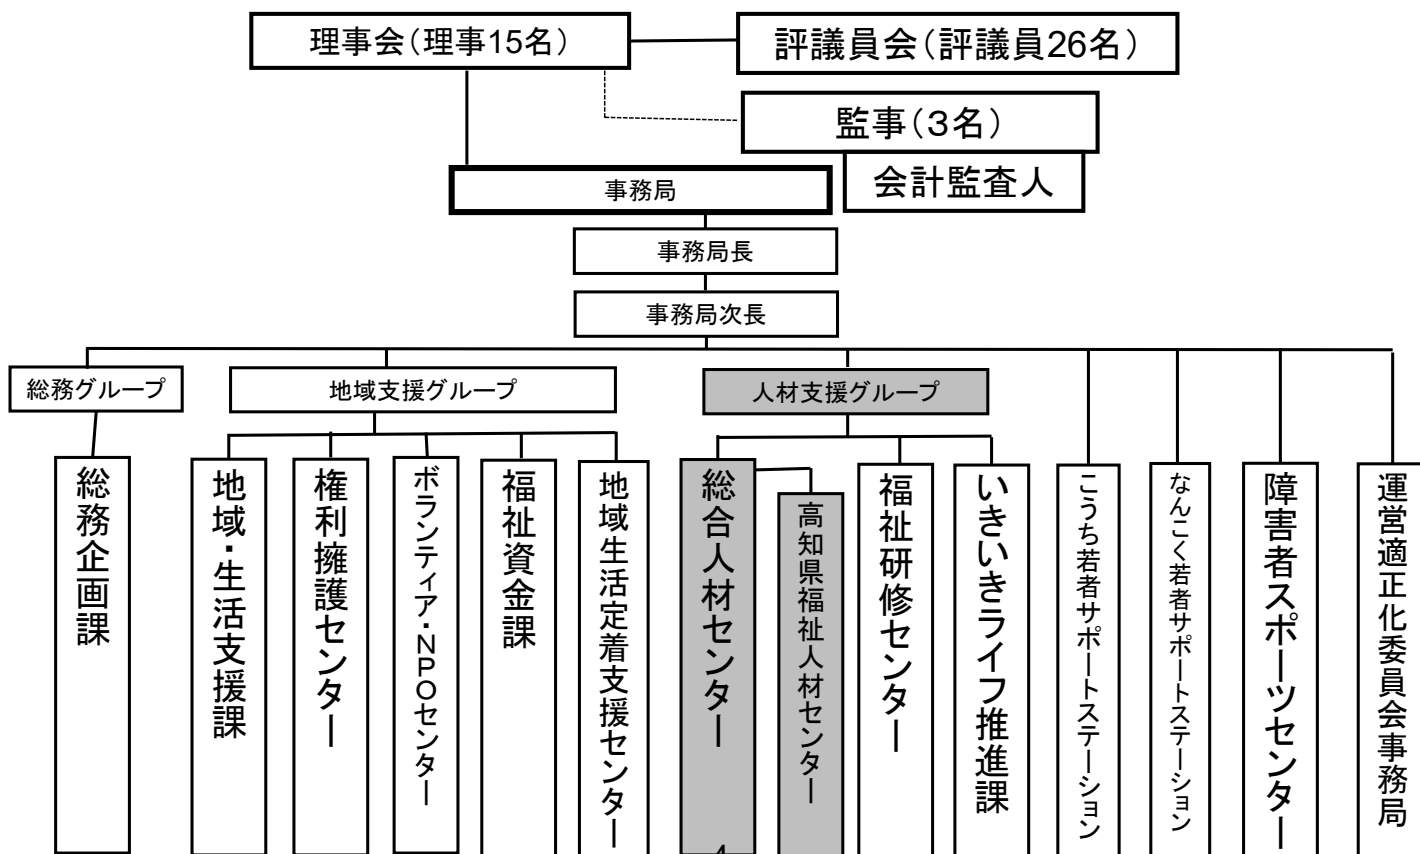 理事会（理事15名）
評議員会（評議員26名）
監事（３名）
会計監査人
事務局
事務局長
事務局次長
総務グループ
地域支援グループ
人材支援グループ
総務企画課
地域・生活支援課
権利擁護センター
ボランティア・ＮＰＯセンター
福祉資金課
地域生活定着支援センター
総合人材センター
高知県福祉人材センター
福祉研修センター
いきいきライフ推進課
こうち若者サポートステーション
なんこく若者サポートステーション
障害者スポーツセンター
運営適正化委員会事務局